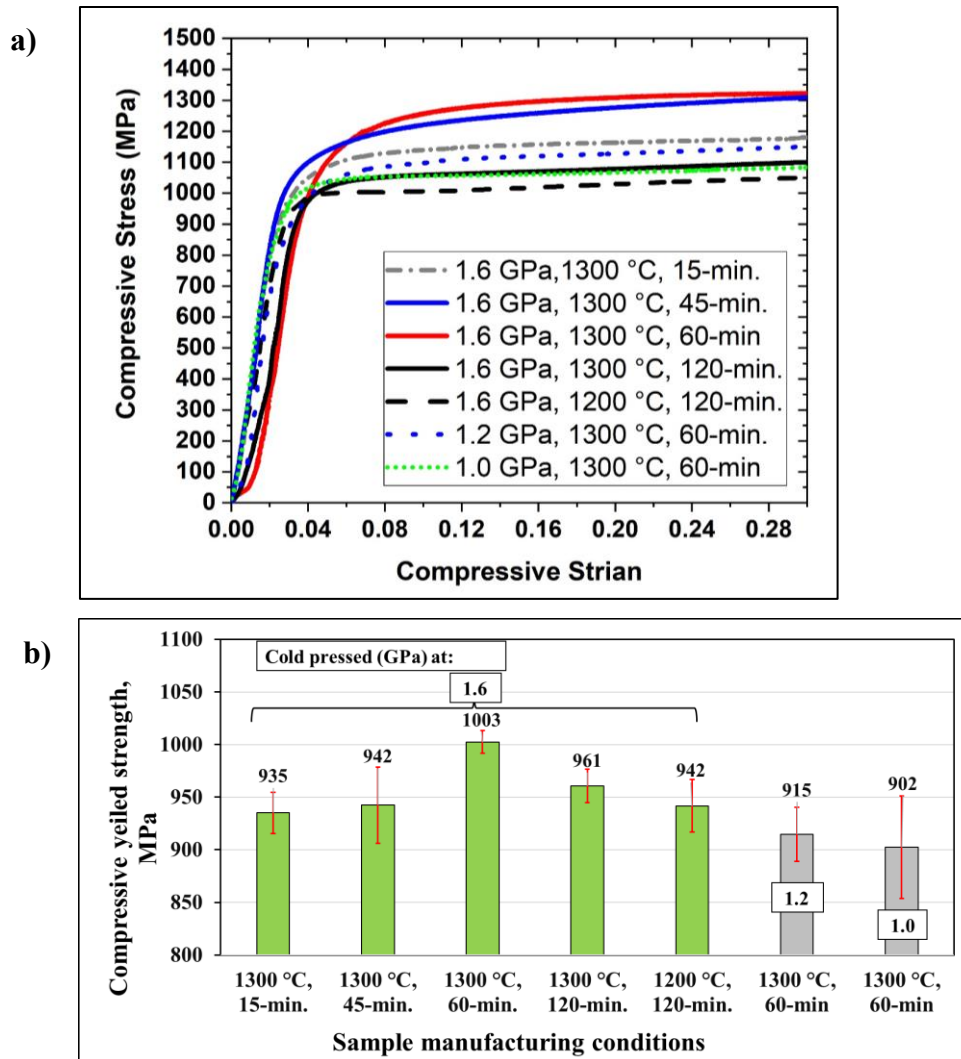 a)
Compressive Stress (MPa)
1500
1400
1300
1200
1100
1000
900
800
700
600
500
400
300
200
100
0
1.6 GPa,1300 °C, 15-min.
1.6 GPa, 1300 °C, 45-min.
1.6 GPa, 1300 °C, 60-min
1.6 GPa, 1300 °C, 120-min.
1.6 GPa, 1200 °C, 120-min.
1.2 GPa, 1300 °C, 60-min.
1.0 GPa, 1300 °C, 60-min
0.00 0.04 0.08 0.12 0.16 0.20 0.24 0.28
Compressive Strian
b)
Compressive yeiled strength,
MPa
1100
1050
1000
950
900
850
800
Cold pressed (GPa) at:
1.6
935
942
1003
961
942
915
902
1.2
1.0
1300 °C, 1300 °C, 1300 °C, 1300 °C, 1200 °C, 1300 °C, 1300 °C,
15-min. 45-min. 60-min. 120-min. 120-min. 60-min 60-min
Sample manufacturing conditions